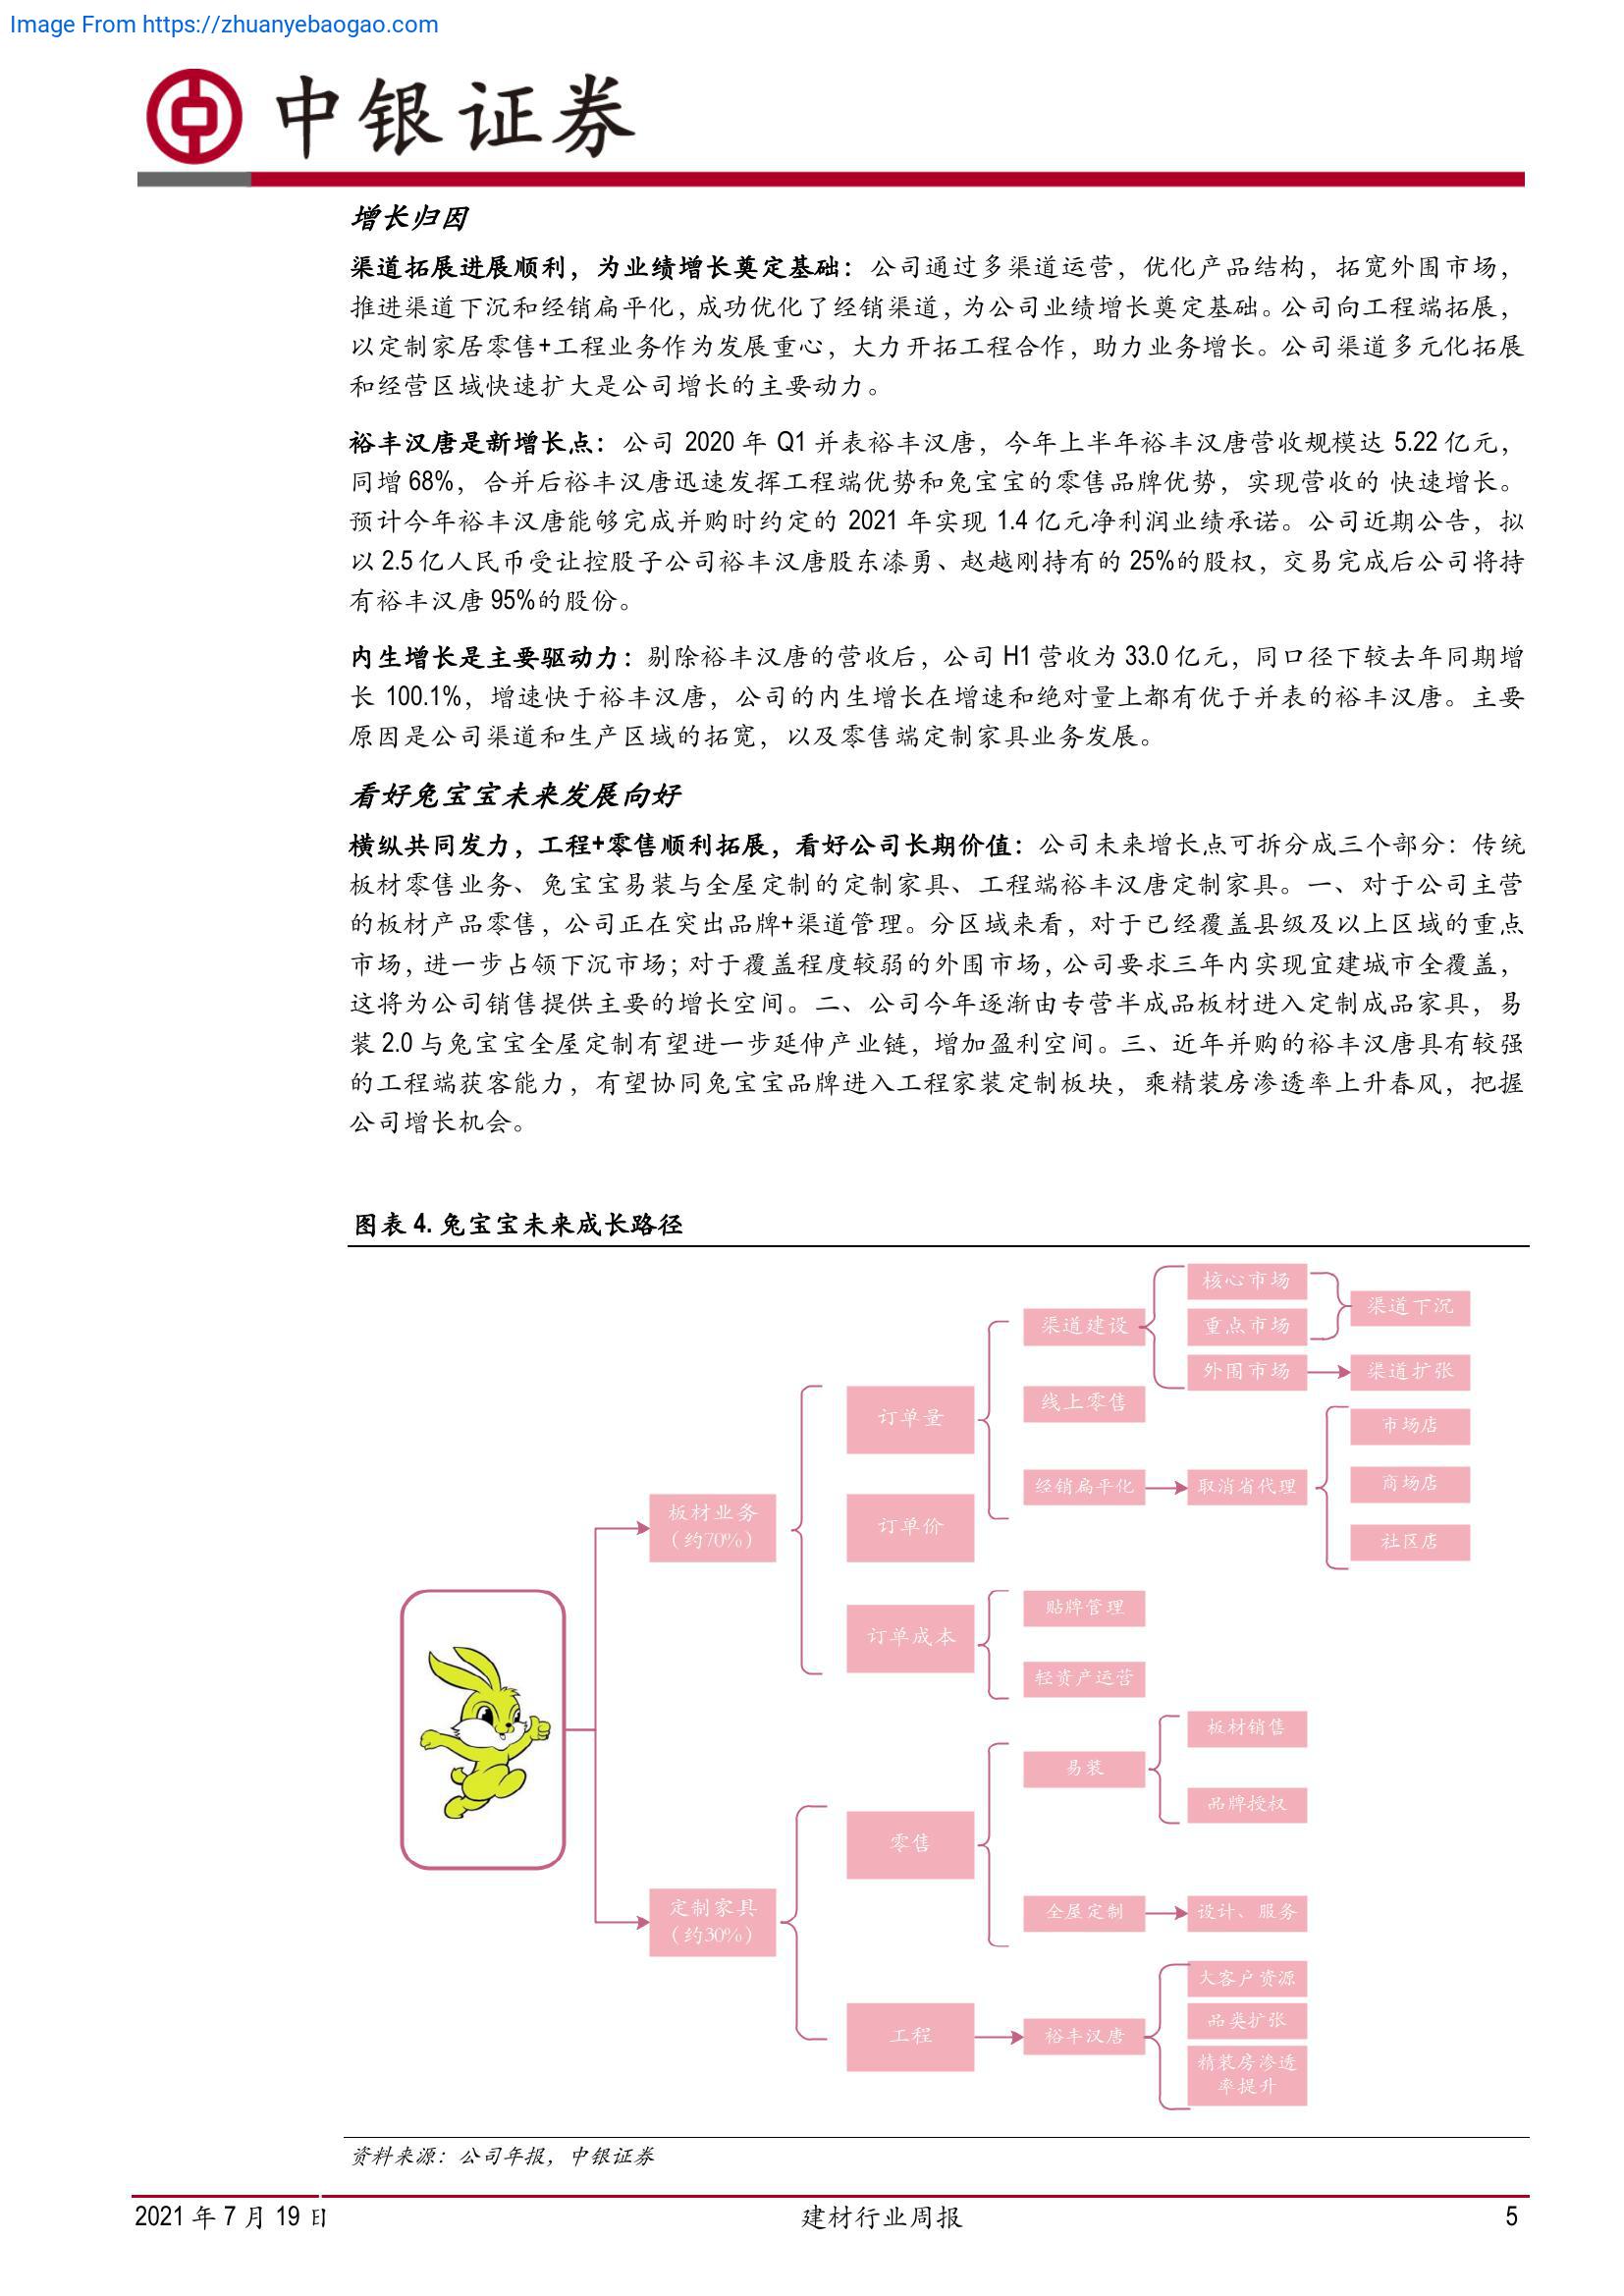 Image From https://zhuanyebaogao.com
中银证券
增长归因
渠道拓展进展顺利，为业绩增长奠定基础：公司通过多渠道运营，优化产品结构，拓宽外围市场，
推进渠道下沉和经销扁平化，成功优化了经销渠道，为公司业绩增长奠定基础。公司向工程端拓展，
以定制家居零售+工程业务作为发展重心，大力开拓工程合作，助力业务增长。公司渠道多元化拓展
和经营区域快速扩大是公司增长的主要动力。
裕丰汉唐是新增长点：公司 2020 年 Q1 并表裕丰汉唐，今年上半年裕丰汉唐营收规模达 5.22 亿元，
同增 68%，合并后裕丰汉唐迅速发挥工程端优势和兔宝宝的零售品牌优势，实现营收的 快速增长。
预计今年裕丰汉唐能够完成并购时约定的 2021 年实现 1.4 亿元净利润业绩承诺。公司近期公告，拟
以 2.5 亿人民币受让控股子公司裕丰汉唐股东漆勇、赵越刚持有的 25%的股权，交易完成后公司将持
有裕丰汉唐 95%的股份。
内生增长是主要驱动力：剔除裕丰汉唐的营收后，公司 H1 营收为 33.0 亿元，同口径下较去年同期增
长 100.1%，增速快于裕丰汉唐，公司的内生增长在增速和绝对量上都有优于并表的裕丰汉唐。主要
原因是公司渠道和生产区域的拓宽，以及零售端定制家具业务发展。
看好兔宝宝未来发展向好
横纵共同发力，工程+零售顺利拓展，看好公司长期价值：公司未来增长点可拆分成三个部分：传统
板材零售业务、兔宝宝易装与全屋定制的定制家具、工程端裕丰汉唐定制家具。一、对于公司主营
的板材产品零售，公司正在突出品牌+渠道管理。分区域来看，对于已经覆盖县级及以上区域的重点
市场，进一步占领下沉市场；对于覆盖程度较弱的外围市场，公司要求三年内实现宜建城市全覆盖，
这将为公司销售提供主要的增长空间。二、公司今年逐渐由专营半成品板材进入定制成品家具，易
装 2.0 与兔宝宝全屋定制有望进一步延伸产业链，增加盈利空间。三、近年并购的裕丰汉唐具有较强
的工程端获客能力，有望协同兔宝宝品牌进入工程家装定制板块，乘精装房渗透率上升春风，把握
公司增长机会。
图表 4. 兔宝宝未来成长路径
核心市场
渠道下沉
渠道建设
重点市场
外围市场
渠道扩张
线上零售
订单量
市场店
经销扁平化
取消省代理
商场店
板材业务
（约70%）
订单价
社区店
贴牌管理
订单成本
轻资产运营
板材销售
易装
品牌授权
零售
定制家具
（约30%）
全屋定制
设计、服务
大客户资源
品类扩张
工程
裕丰汉唐
精装房渗透
率提升
资料来源：公司年报，中银证券
2021 年 7 月 19 日
建材行业周报
5